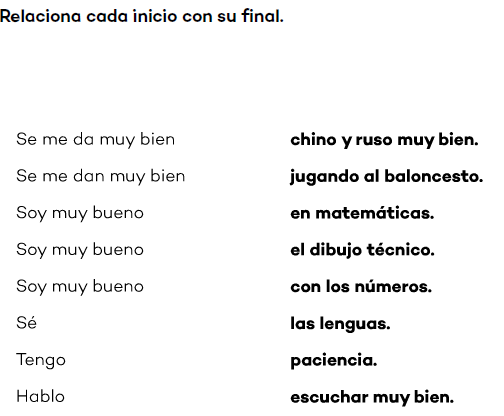 Relaciona cada inicio con su final.
Se me da muy bien chino y ruso muy bien.
Se me dan muy bien jugando al baloncesto.
Soy muy bueno en matemáticas.
Soy muy bueno el dibujo técnico.
Soy muy bueno con los números.
Sé las lenguas.
Tengo paciencia.
Hablo escuchar muy bien.